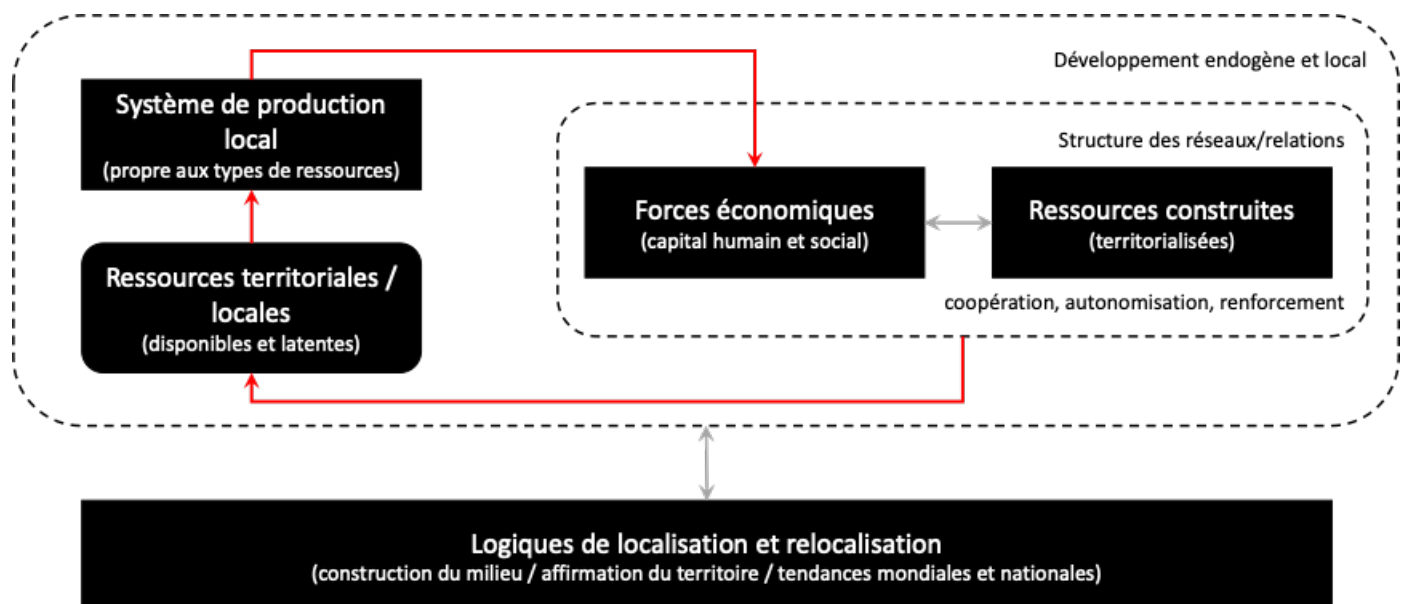 Développement endogène et local
Système de production
local
(propre aux types de ressources)
Structure des réseaux/relations
Forces économiques
(capital humain et social)
Ressources construites
(territorialisées)
Ressources territoriales /
locales
(disponibles et latentes)
coopération, autonomisation, renforcement
Logiques de localisation et relocalisation
(construction du milieu / affirmation du territoire / tendances mondiales et nationales)